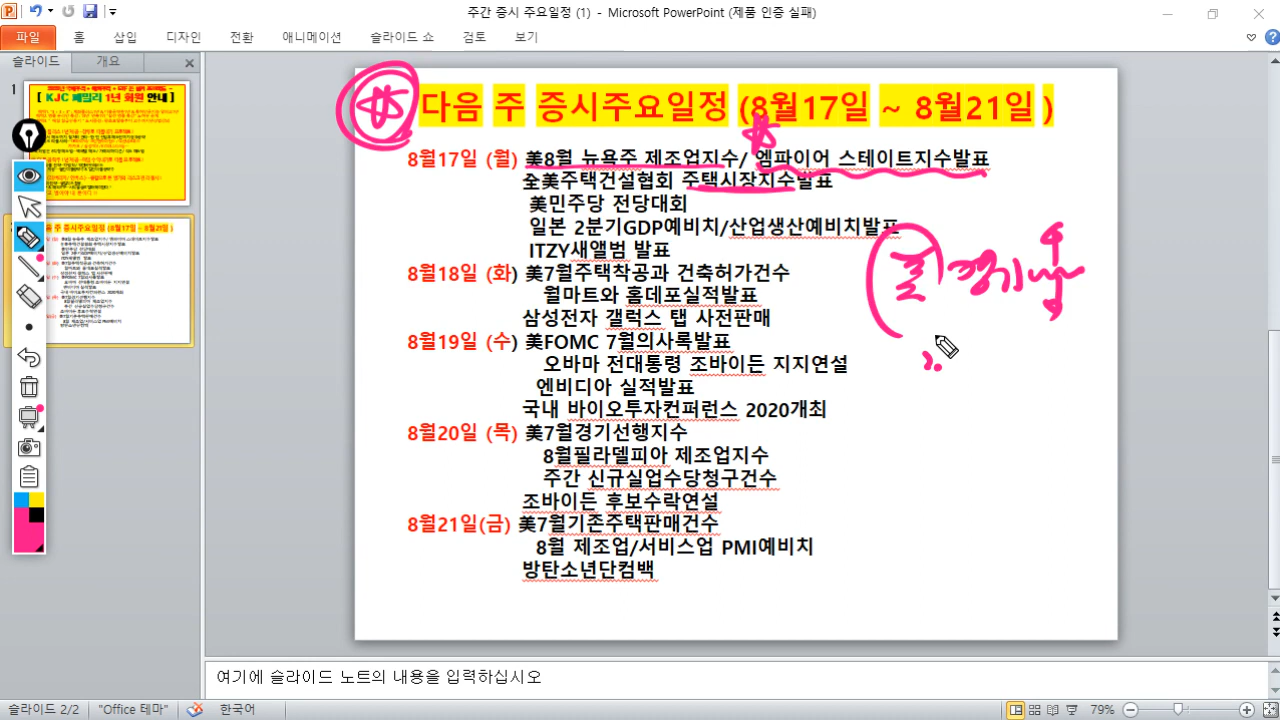 주간 증시 주요일정 (1) - Microsoft PowerPoint (제품 인증 실패)
파일 홈 삽입 디자인 전환 애니메이션 슬라이드 쇼 검토 보기
슬라이드 개요
1
[ KJC 패밀리 1년 회원 안내 ]
다음 주 증시주요일정 (8월17일 ~ 8월21일 )
8월17일 (월) 美8월 뉴욕주 제조업지수/ 엠파이어 스테이트지수발표
全美주택건설협회 주택시장지수발표
美민주당 전당대회
일본 2분기GDP예비치/산업생산예비치발표
ITZY새앨범 발표
8월18일 (화) 美7월주택착공과 건축허가건수
월마트와 홈데포실적발표
삼성전자 갤럭스 탭 사전판매
8월19일 (수) 美FOMC 7월의사록발표
오바마 전대통령 조바이든 지지연설
엔비디아 실적발표
국내 바이오투자컨퍼런스 2020개최
8월20일 (목) 美7월경기선행지수
8월필라델피아 제조업지수
주간 신규실업수당청구건수
조바이든 후보수락연설
8월21일(금) 美7월기존주택판매건수
8월 제조업/서비스업 PMI예비치
방탄소년단컴백
여기에 슬라이드 노트의 내용을 입력하십시오
슬라이드 2/2 "Office 테마" 한국어 79%